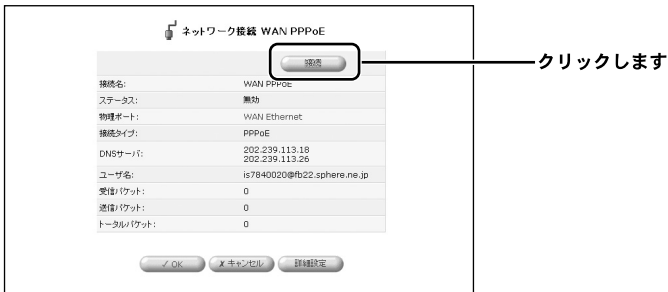 ネットワーク接続 WAN PPPoE
接続
クリックします
接続名: WAN PPPoE
ステータス: 無効
物理ポート: WAN Ethernet
接続タイプ: PPPoE
DNSサーバ: 202.239.113.18
202.239.113.26
ユーザ名: is7840020@fb22.sphere.ne.jp
受信パケット: 0
送信パケット: 0
トータルパケット: 0
✓ OK ✗ キャンセル 詳細設定